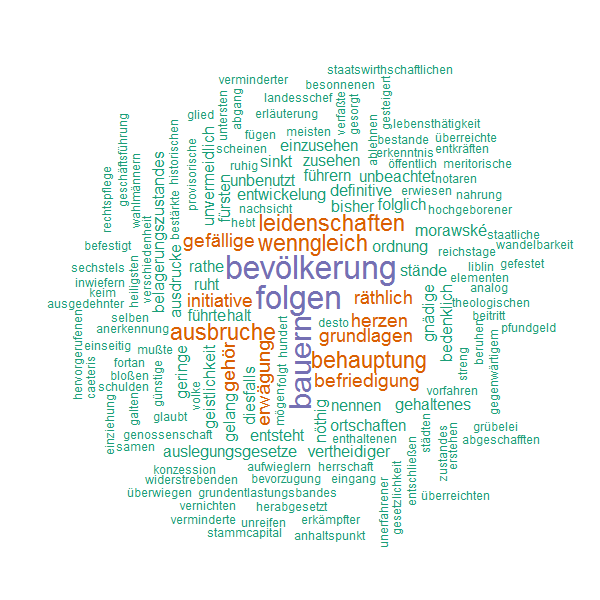 staatswirthschaftlichen
verminderter
besonnenen
landesschef
verfaßte
gesorgt
gesteigert
abgang
untersten
glied
erläuterung
lebensthätigkeit
geschäftsführung
rechtspflege
wahlmännern
historischen
provisorische
unvermeidlich
fügen
meisten
ablehnen
bestande
überreichte
scheinen
einzusehen
erkenntnis
entkräften
ruhig
sinkt
zusehen
öffentlich
meritorische
belagerungszustandes
bestärkte
fürsten
unbenutzt
führern
unbeachtet
notaren
entwickelung
definitive
erwiesen
nahrung
nachsicht
bisher
folglich
hochgeborener
verschiedenheit
hebt
leidenschaften
morawské
staatliche
befestigt
gefällige
wenngleich
ordnung
reichstage
wandelbarkeit
sechstels
heiligsten
ausdrucke
rathe
bevölkerung
stände
liblin
gefestet
inwiefern
ruht
folgen
elementen
keim
initiative
räthlich
gnädige
bedenklich
analog
ausgedehnter
theologischen
selben
führtehalt
bauern
desto
herzen
beitritt
hervorgerufenen
anerkennung
ausbruche
grundlagen
pfundgeld
einseitig
mußte
gehör
erwägung
hundert
beruhen
gegenwärtigem
fortan
geringe
geistlichkeit
behauptung
streng
caeteris
bloßen
günstige
folgt
befriedigung
schulden
volke
mögen
vorfahren
galten
gelang
diesfalls
nöthig
nennen
gehaltenes
glaubt
ortschaften
städten
grübelei
einziehung
genossenschaft
entsteht
enthaltenen
zustandes
erstehen
abgeschafften
samen
auslegungsgesetze
vertheidiger
konzession
aufwieglern
herrschaft
entschließen
widerstrebenden
bevorzugung
eingang
gesetzlichkeit
überwiegen
grundentlastungsbandes
überreichten
vernichten
herabgesetzt
unerfahrener
verminderte
unreifen
erkämpfter
stammcapital
anhaltspunkt